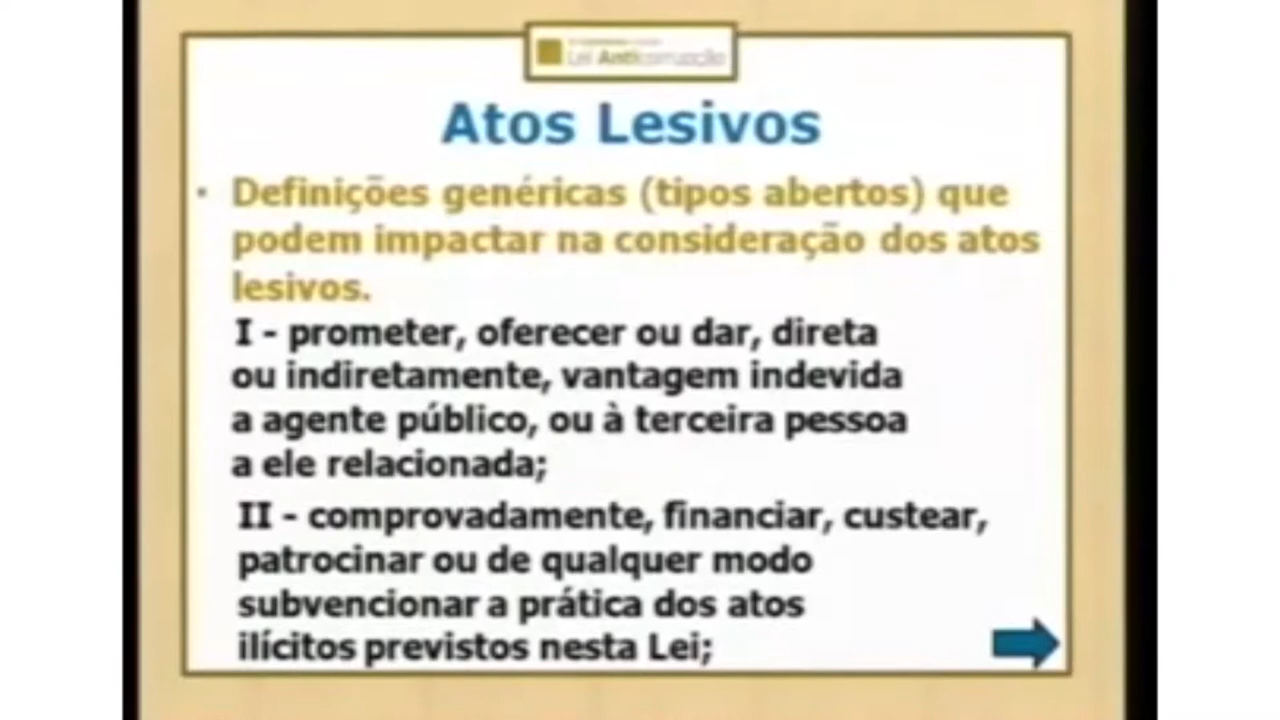 Lei Anticorrupção
Atos Lesivos
• Definições genéricas (tipos abertos) que
podem impactar na consideração dos atos
lesivos.
I - prometer, oferecer ou dar, direta
ou indiretamente, vantagem indevida
a agente público, ou à terceira pessoa
a ele relacionada;
II - comprovadamente, financiar, custear,
patrocinar ou de qualquer modo
subvencionar a prática dos atos
ilícitos previstos nesta Lei;